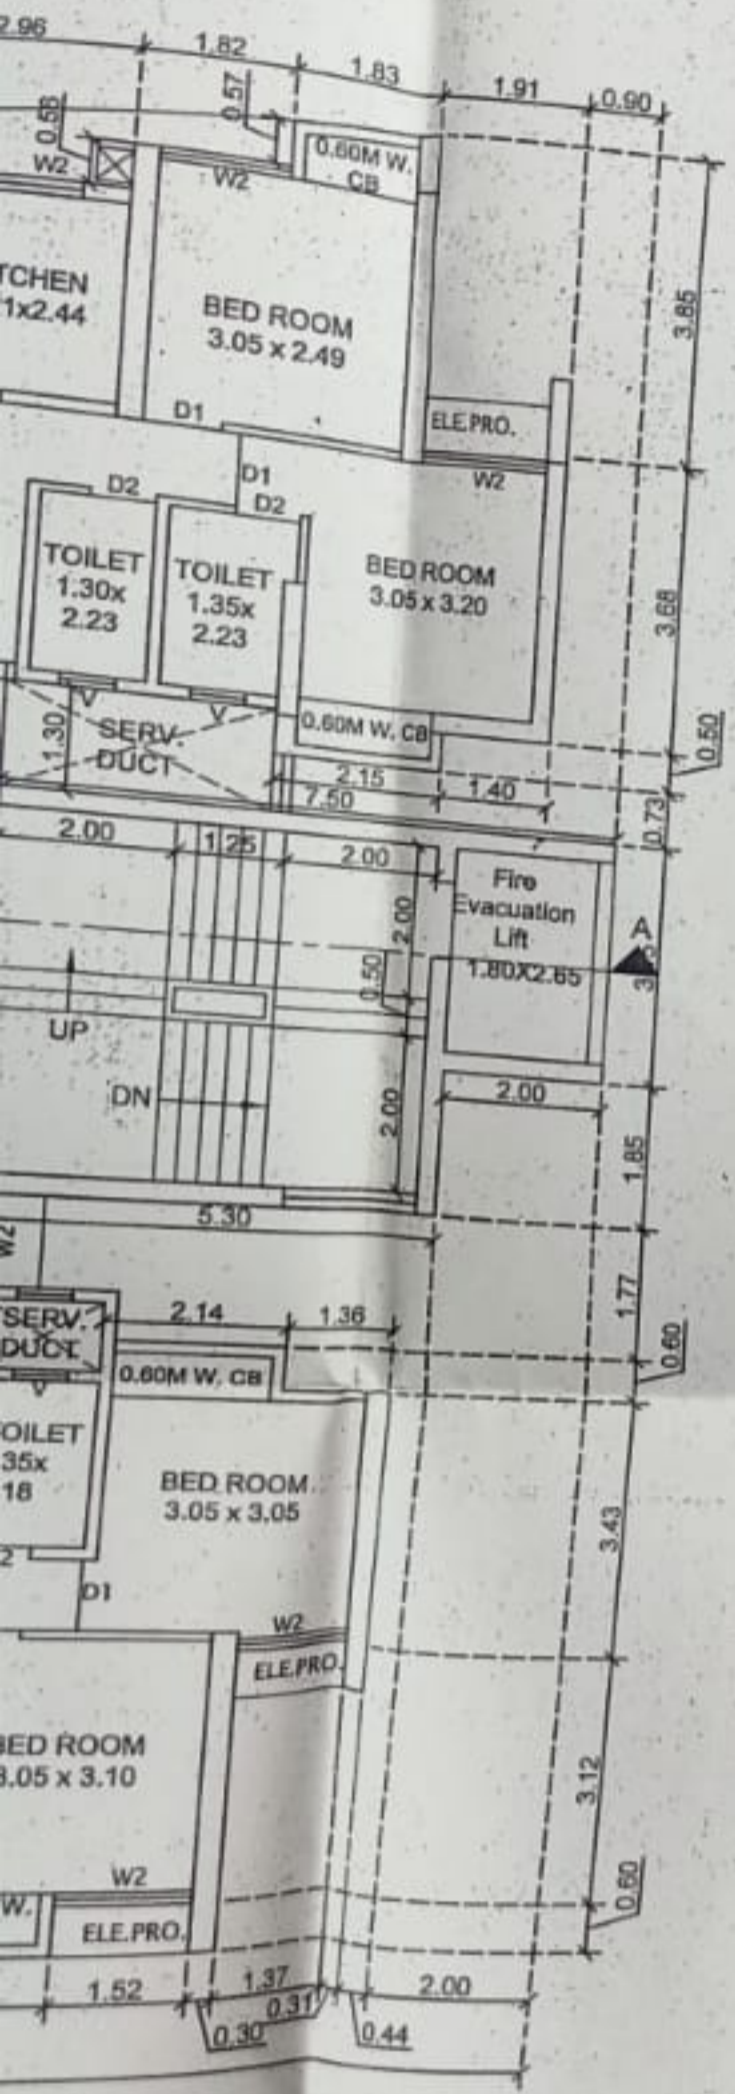 2.96
1.82
1.83
1.91
0.90
0.58
0.57
W2
W2
0.60M W.
CB
TCHEN
1x2.44
BED ROOM
3.05 x 2.49
3.85
D1
ELE.PRO.
D1
W2
D2
D2
TOILET
1.30x
2.23
TOILET
1.35x
2.23
BED ROOM
3.05 x 3.20
3.68
V
V
1.30
SERV.
DUCT
0.60M W. CB
0.50
2.15
7.50
1.40
0.73
2.00
1.25
2.00
Fire
Evacuation
Lift
1.80X2.65
2.00
0.50
A
UP
DN
2.00
2.00
1.85
5.30
W2
1.77
SERV.
DUCT
2.14
1.36
0.60
V
0.60M W. CB
OILET
35x
18
BED ROOM
3.05 x 3.05
3.43
2
D1
W2
ELE.PRO.
BED ROOM
3.05 x 3.10
3.12
W2
W.
ELE.PRO.
0.60
1.52
1.37
0.31
2.00
0.30
0.44